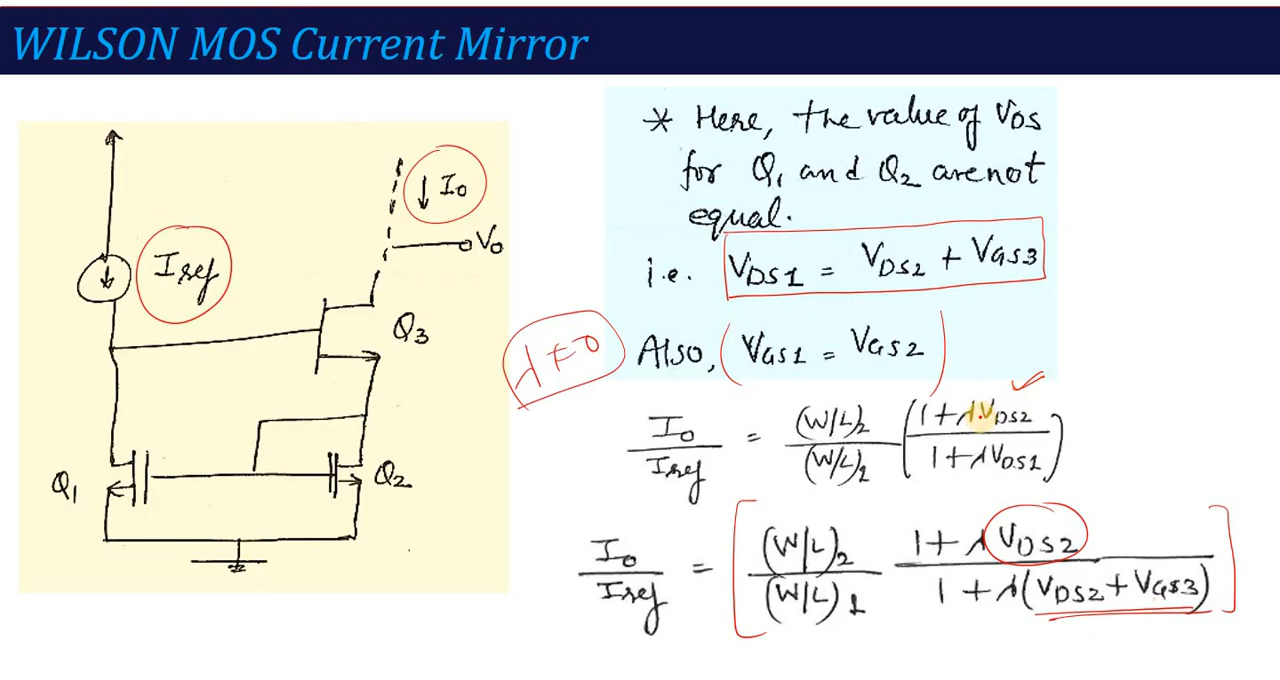 WILSON MOS Current Mirror
Iref
↓ Io
Vo
Q3
Q1
Q2
* Here, the value of VDS
for Q1 and Q2 are not
equal.
i.e. VDS1 = VDS2 + VGS3
λ≠0
Also, (VGS1 = VGS2)
Io/Iref = (W/L)2/(W/L)2 (1+λVDS2/1+λVDS1)
Io/Iref = [(W/L)2/(W/L)1 1+λVDS2/1+λ(VDS2+VGS3)]